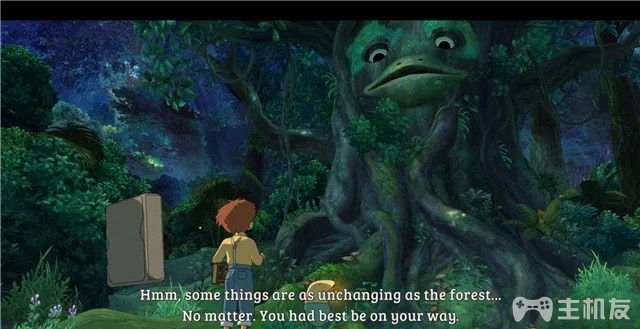 Hmm, some things are as unchanging as the forest...
No matter. You had best be on your way.
主机友